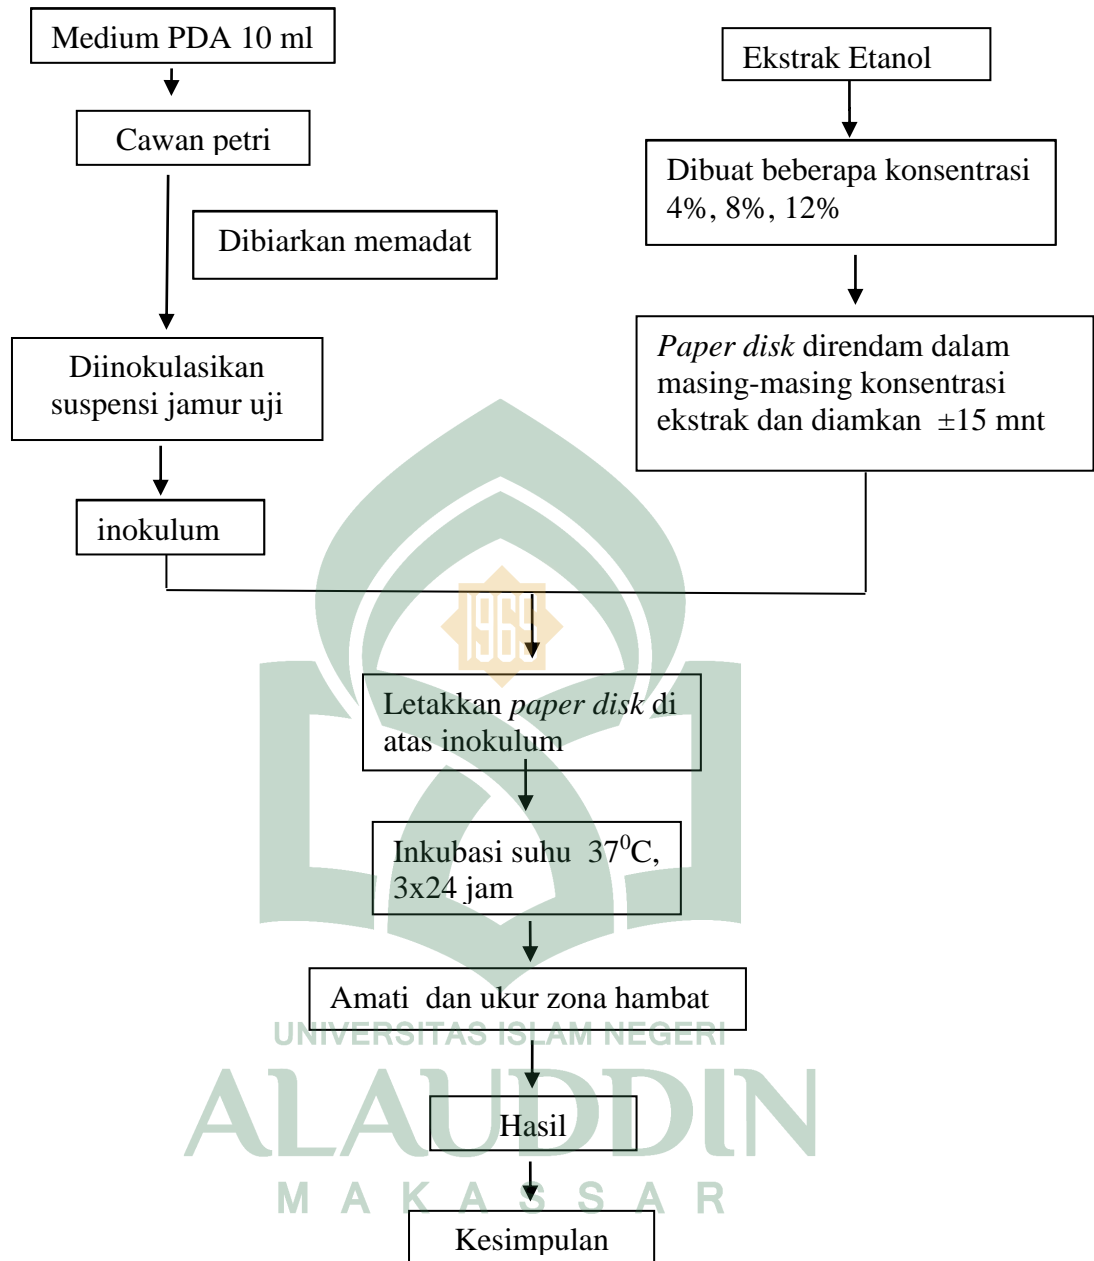 Medium PDA 10 ml
Cawan petri
Dibiarkan memadat
Diinokulasikan
suspensi jamur uji
inokulum
Ekstrak Etanol
Dibuat beberapa konsentrasi
4%, 8%, 12%
Paper disk direndam dalam
masing-masing konsentrasi
ekstrak dan diamkan ±15 mnt
1965
Letakkan paper disk di
atas inokulum
Inkubasi suhu 37⁰C,
3x24 jam
Amati dan ukur zona hambat
UNIVERSITAS ISLAM NEGERI
ALAUDDIN
Hasil
MAKASSAR
Kesimpulan